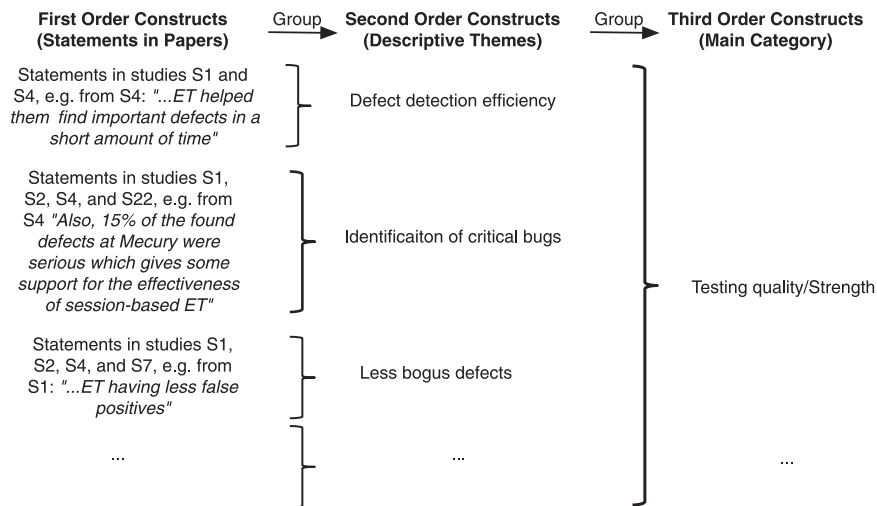 First Order Constructs
(Statements in Papers)
Group
Second Order Constructs
(Descriptive Themes)
Group
Third Order Constructs
(Main Category)
Statements in studies S1 and
S4, e.g. from S4: "...ET helped
them find important defects in a
short amount of time"
Defect detection efficiency
Statements in studies S1,
S2, S4, and S22, e.g. from
S4 "Also, 15% of the found
defects at Mecury were
serious which gives some
support for the effectiveness
of session-based ET"
Identificaiton of critical bugs
Testing quality/Strength
Statements in studies S1,
S2, S4, and S7, e.g. from
S1: "...ET having less false
positives"
Less bogus defects
...
...
...